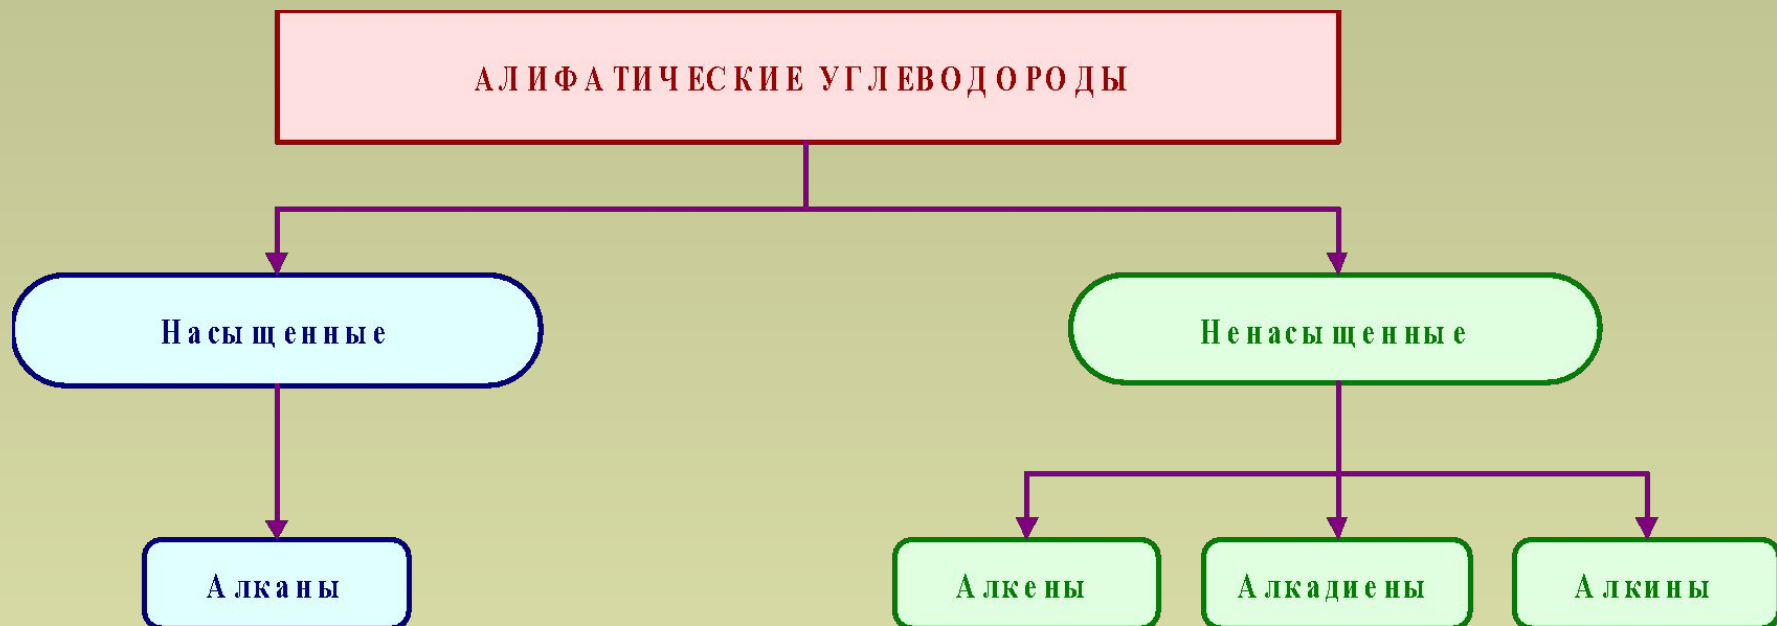 АЛИФАТИЧЕСКИЕ УГЛЕВОДОРОДЫ
Насыщенные
Ненасыщенные
Алканы
Алкены
Алкадиены
Алкины